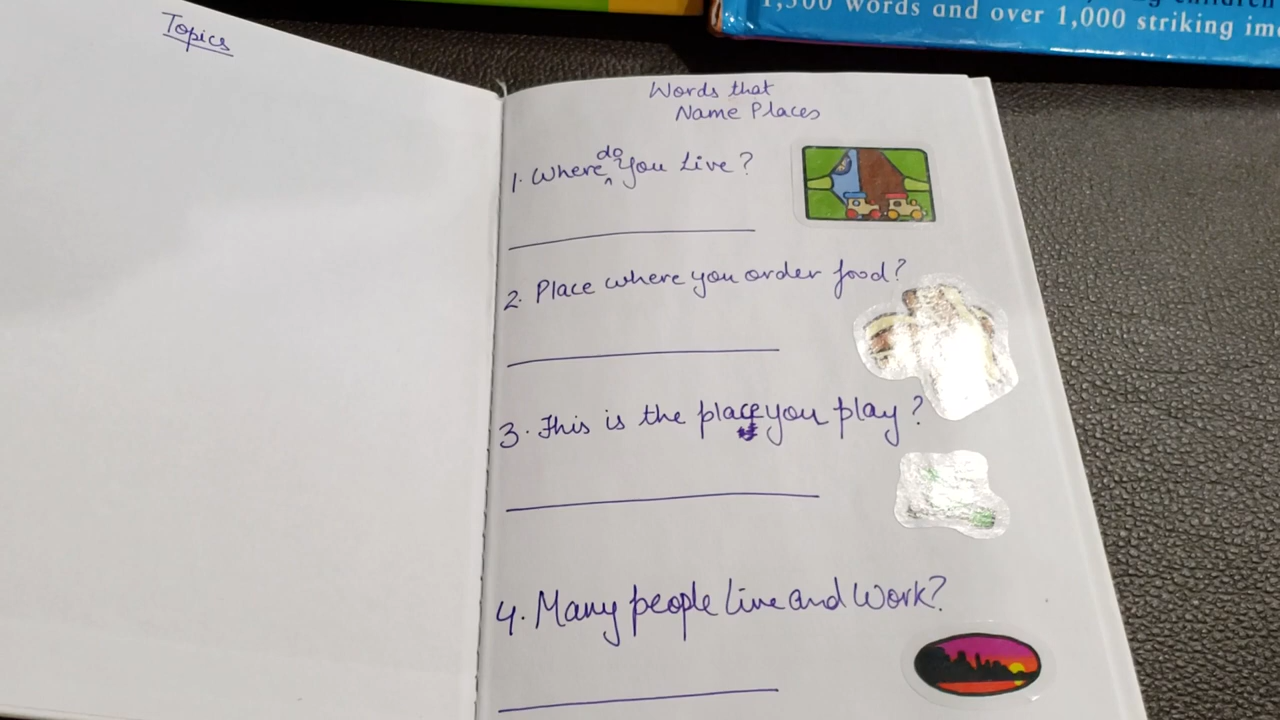 Topics
1,500 words and over 1,000 striking
Words that
Name Places
1. Where do you Live?
2. Place where you order food?
3. This is the place you play?
4. Many people Live and Work?